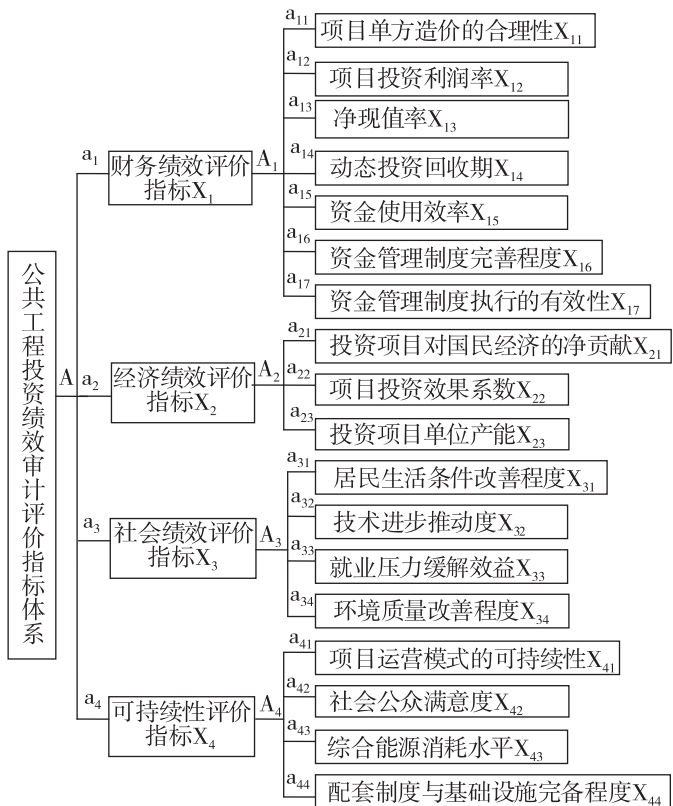 公共工程投资绩效审计评价指标体系
A
a₁
财务绩效评价
指标X₁
A₁
a₁₁
项目单方造价的合理性X₁₁
a₁₂
项目投资利润率X₁₂
a₁₃
净现值率X₁₃
a₁₄
动态投资回收期X₁₄
a₁₅
资金使用效率X₁₅
a₁₆
资金管理制度完善程度X₁₆
a₁₇
资金管理制度执行的有效性X₁₇
a₂
经济绩效评价
指标X₂
A₂
a₂₁
投资项目对国民经济的净贡献X₂₁
a₂₂
项目投资效果系数X₂₂
a₂₃
投资项目单位产能X₂₃
a₃
社会绩效评价
指标X₃
A₃
a₃₁
居民生活条件改善程度X₃₁
a₃₂
技术进步推动度X₃₂
a₃₃
就业压力缓解效益X₃₃
a₃₄
环境质量改善程度X₃₄
a₄
可持续性评价
指标X₄
A₄
a₄₁
项目运营模式的可持续性X₄₁
a₄₂
社会公众满意度X₄₂
a₄₃
综合能源消耗水平X₄₃
a₄₄
配套制度与基础设施完备程度X₄₄